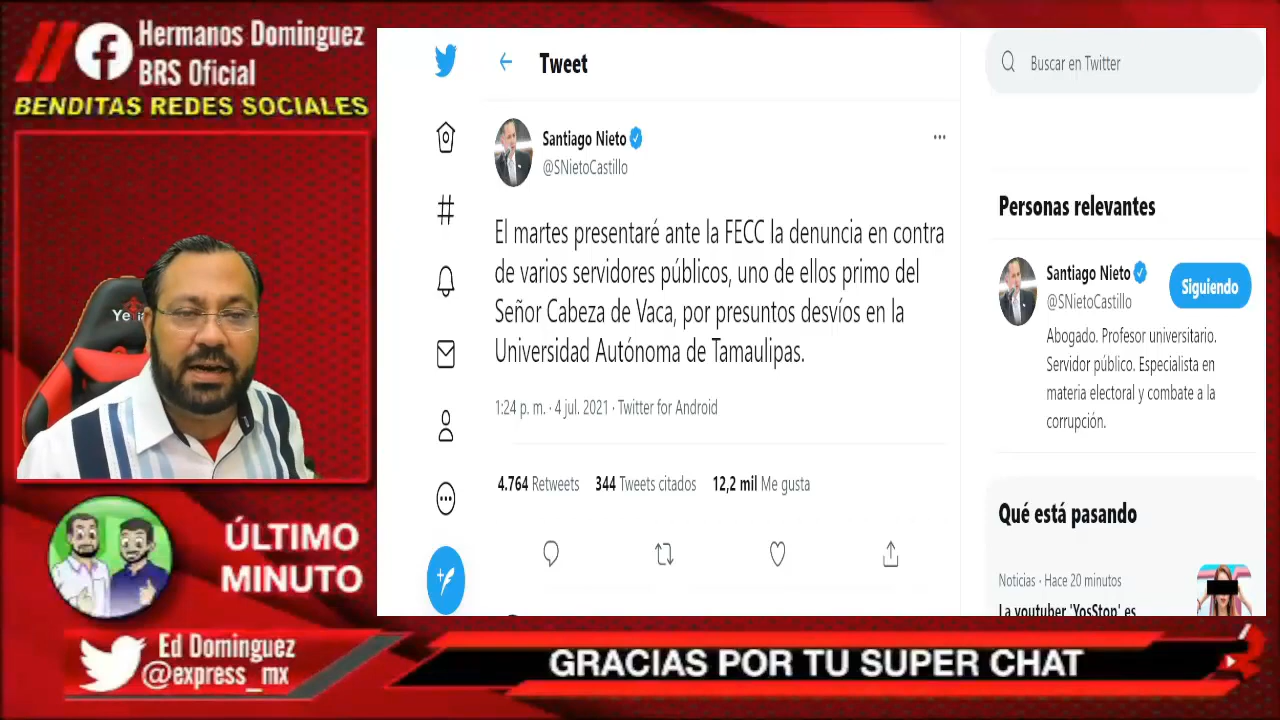 Hermanos Dominguez
BRS Oficial
BENDITAS REDES SOCIALES
Tweet
Buscar en Twitter
Santiago Nieto
@SNietoCastillo
El martes presentaré ante la FECC la denuncia en contra
de varios servidores públicos, uno de ellos primo del
Señor Cabeza de Vaca, por presuntos desvíos en la
Universidad Autónoma de Tamaulipas.
1:24 p. m. · 4 jul. 2021 · Twitter for Android
4.764 Retweets 344 Tweets citados 12,2 mil Me gusta
Personas relevantes
Santiago Nieto
@SNietoCastillo
Siguiendo
Abogado. Profesor universitario.
Servidor público. Especialista en
materia electoral y combate a la
corrupción.
Qué está pasando
Noticias · Hace 20 minutos
La youtuber 'YosStop' es
ÚLTIMO
MINUTO
Ed Dominguez
@express_mx
GRACIAS POR TU SUPER CHAT